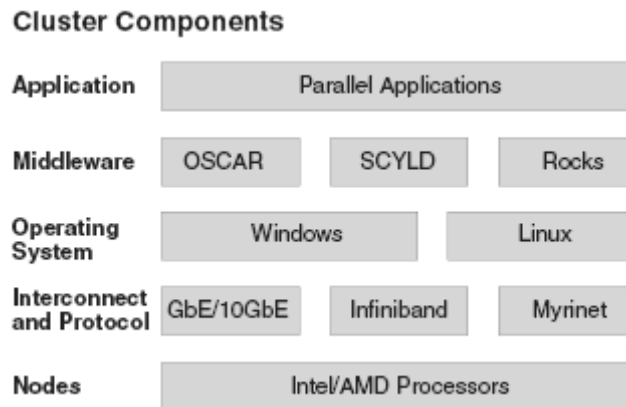 Cluster Components
Application
Parallel Applications
Middleware
OSCAR
SCYLD
Rocks
Operating
System
Windows
Linux
Interconnect
and Protocol
GbE/10GbE
Infiniband
Myrinet
Nodes
Intel/AMD Processors